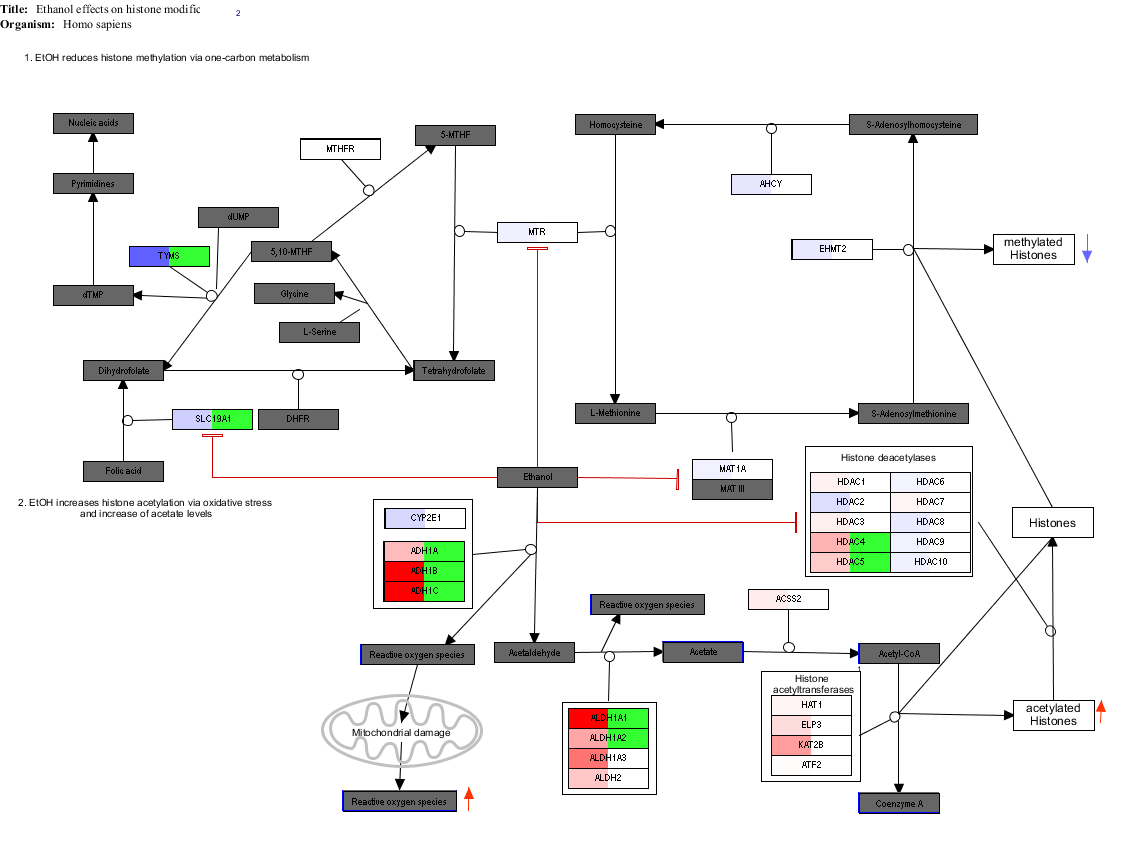 Title: Ethanol effects on histone modific
2
Organism: Homo sapiens
1. EtOH reduces histone methylation via one-carbon metabolism
Nucleic acids
5-MTHF
Homocysteine
S-Adenosylhomocysteine
MTHFR
Pyrimidines
AHCY
dUMP
MTR
TYMS
5,10-MTHF
EHMT2
methylated
Histones
dTMP
Glycine
L-Serine
Dihydrofolate
Tetrahydrofolate
SLC19A1
DHFR
L-Methionine
S-Adenosylmethionine
Folic acid
Ethanol
MAT1A
MAT III
Histone deacetylases
HDAC1
HDAC6
HDAC2
HDAC7
HDAC3
HDAC8
HDAC4
HDAC9
HDAC5
HDAC10
Histones
2. EtOH increases histone acetylation via oxidative stress
and increase of acetate levels
CYP2E1
ADH1A
ADH1B
ADH1C
Reactive oxygen species
ACSS2
Reactive oxygen species
Acetaldehyde
Acetate
Acetyl-CoA
Histone
acetyltransferases
HAT1
ELP3
KAT2B
ATF2
acetylated
Histones
ALDH1A1
ALDH1A2
ALDH1A3
ALDH2
Mitochondrial damage
Reactive oxygen species
Coenzyme A